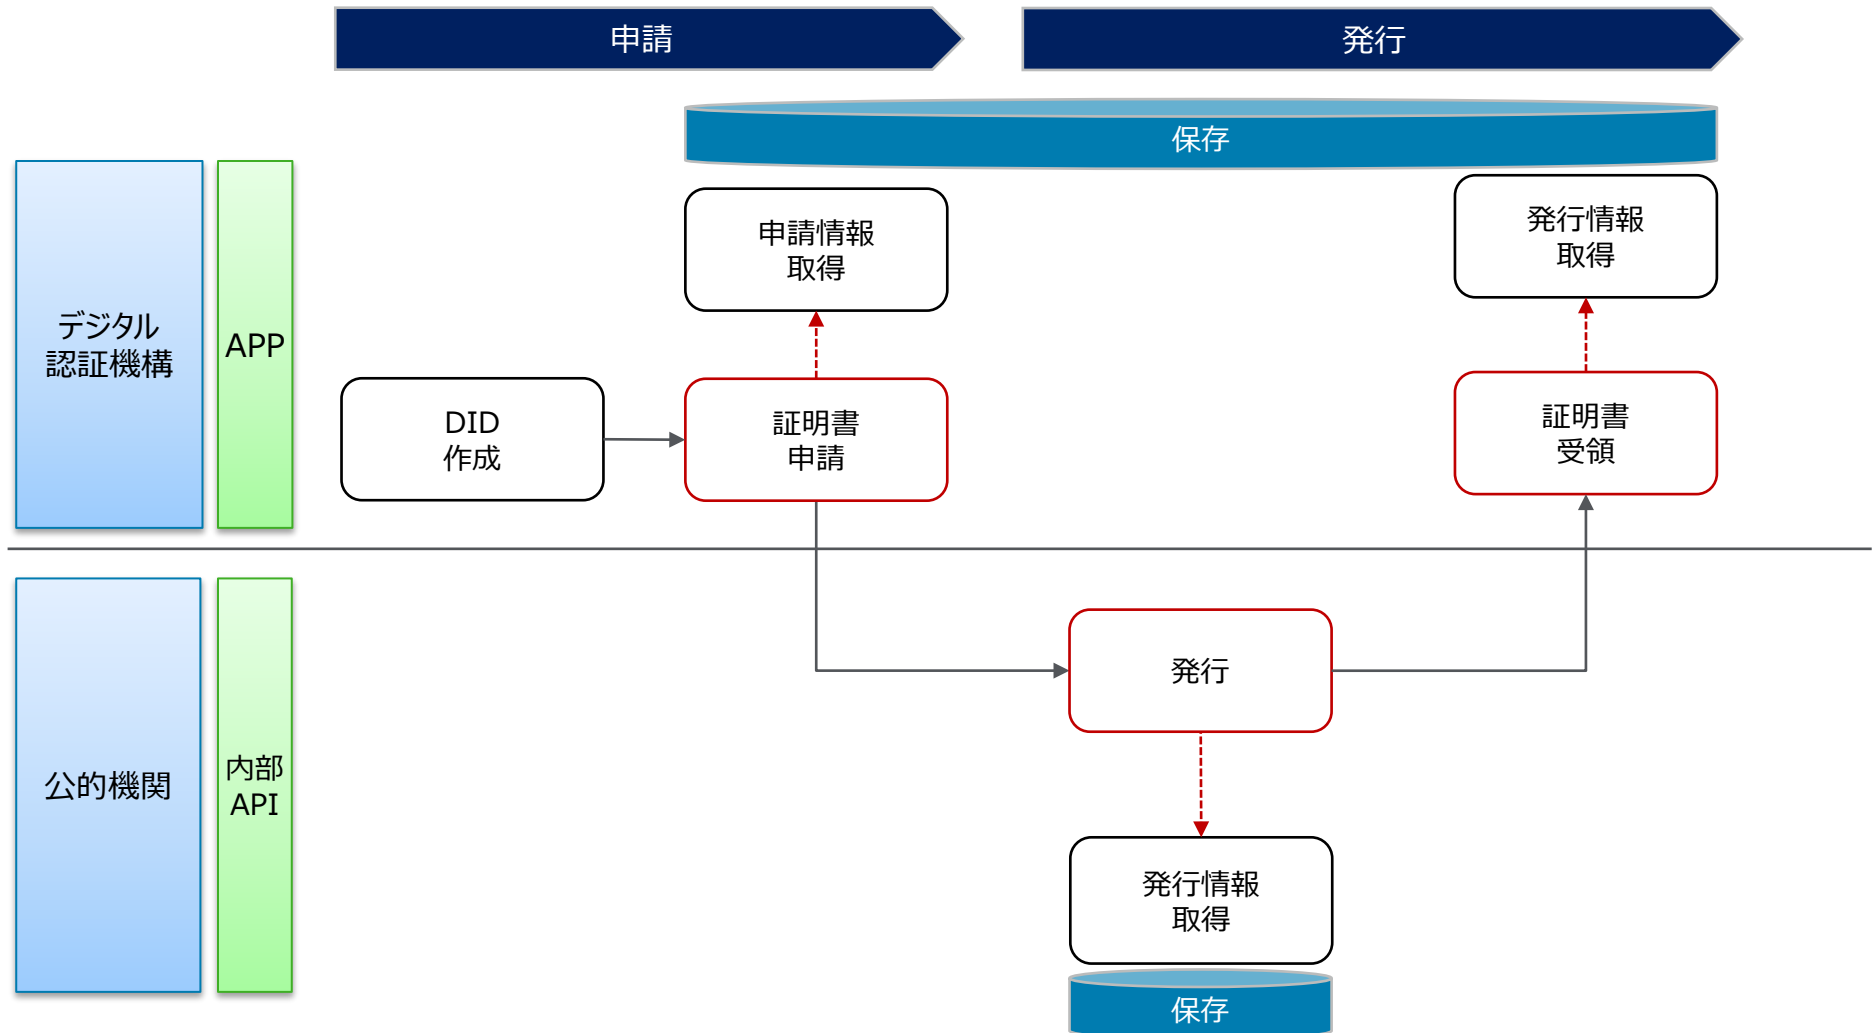 申請
発行
保存
デジタル
認証機構
APP
申請情報
取得
発行情報
取得
DID
作成
証明書
申請
証明書
受領
公的機関
内部
API
発行
発行情報
取得
保存